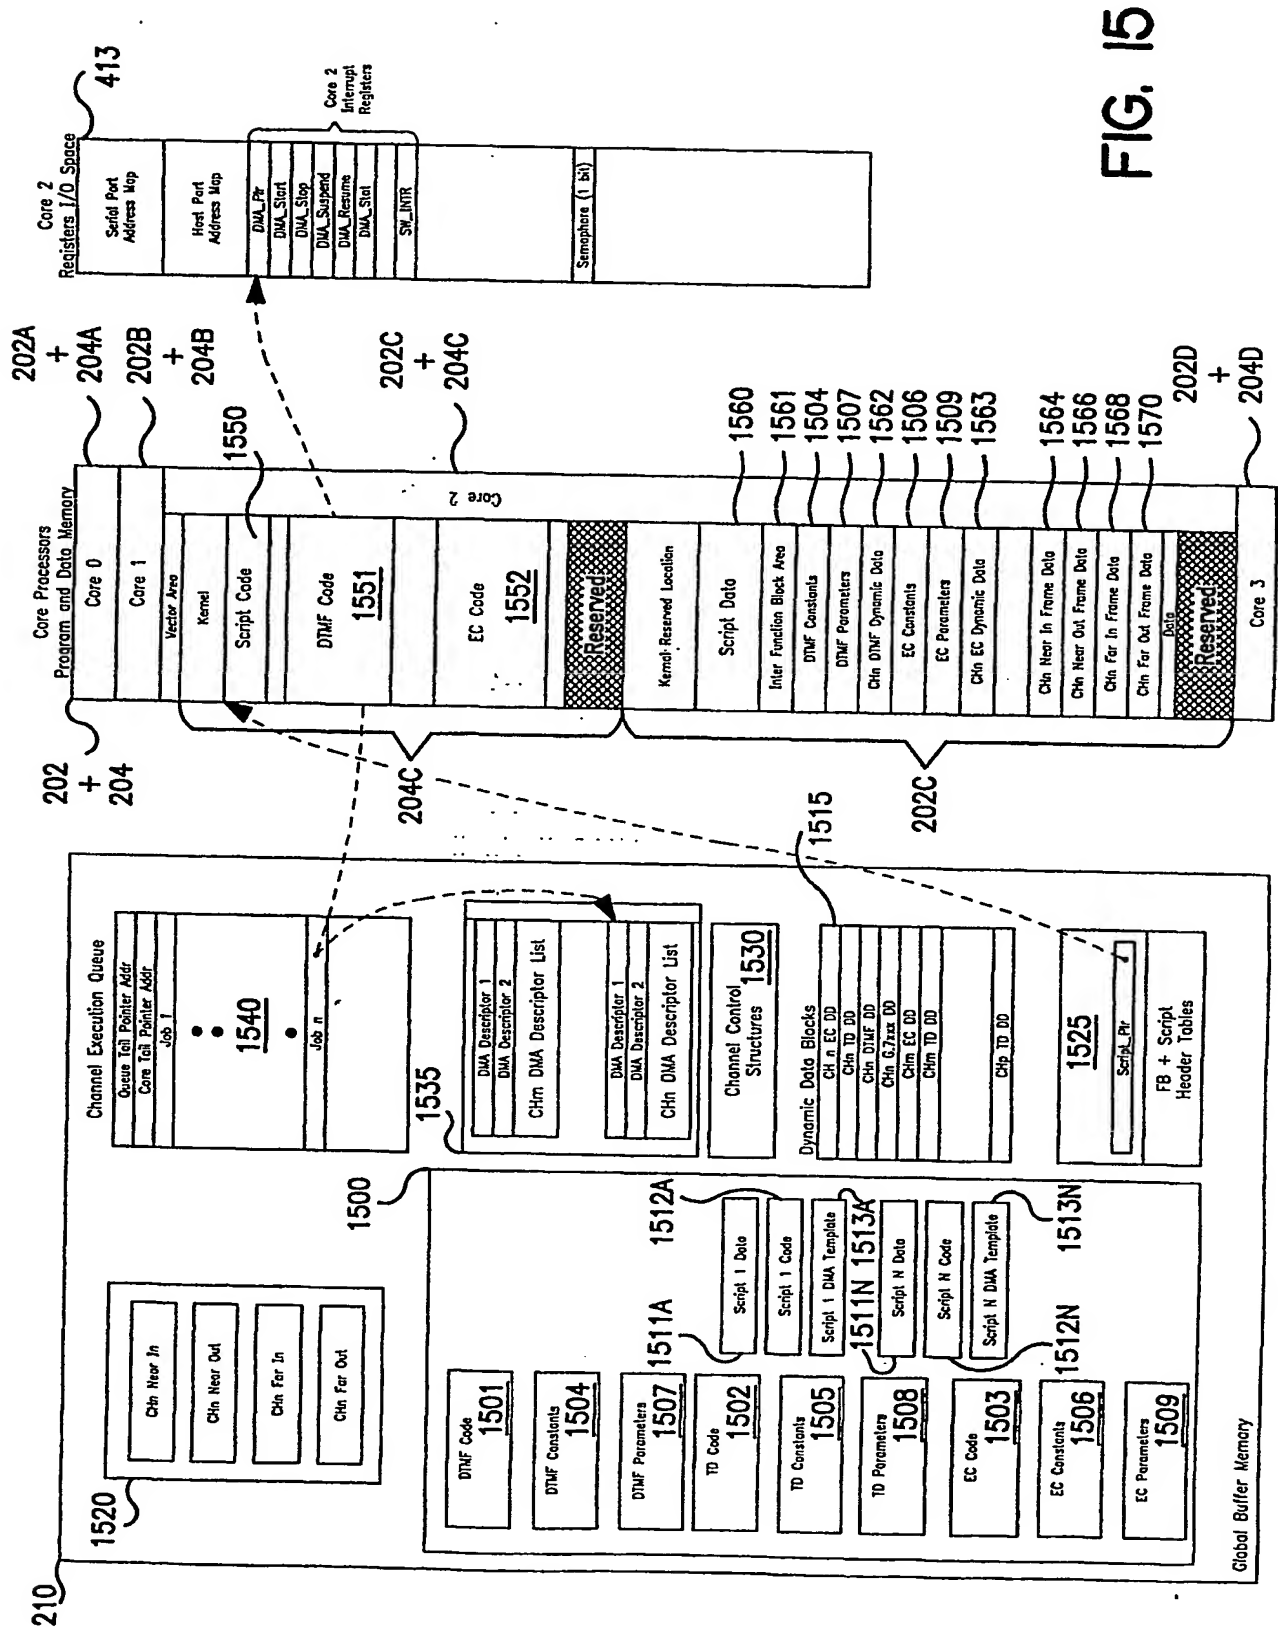 210
1520
CHn Near In
CHn Near Out
CHn Far In
CHn Far Out
Channel Execution Queue
Queue Tail Pointer Addr
Core Tail Pointer Addr
Job 1
1540
Job n
1535
DMA Descriptor 1
DMA Descriptor 2
CHm DMA Descriptor List
DMA Descriptor 1
DMA Descriptor 2
CHn DMA Descriptor List
Channel Control
Structures 1530
1515
Dynamic Data Blocks
CH n EC DD
CHn TD DD
CHn DTMF DD
CHn G.7xxx DD
CHm EC DD
CHm TD DD
CHp TD DD
1525
Script_Ptr
FB + Script
Header Tables
1500
DTMF Code
1501
DTMF Constants
1504
DTMF Parameters
1507
TD Code
1502
TD Constants
1505
TD Parameters
1508
EC Code
1503
EC Constants
1506
EC Parameters
1509
1511A
1512A
Script 1 Data
Script 1 Code
Script 1 DMA Template
1513A
1511N
Script N Data
Script N Code
Script N DMA Template
1512N
1513N
Global Buffer Memory
202
+
204
Core Processors
Program and Data Memory
202A
+
204A
202B
+
204B
Core 0
Core 1
Vector Area
Kernel
Script Code
1550
DTMF Code
1551
EC Code
1552
Reserved
Core 2
202C
+
204C
204C
Kernel Reserved Location
Script Data
1560
Inter Function Block Area
1561
DTMF Constants
1504
DTMF Parameters
1507
CHn DTMF Dynamic Data
1562
EC Constants
1506
EC Parameters
1509
CHn EC Dynamic Data
1563
CHn Near In Frame Data
1564
CHn Near Out Frame Data
1566
CHn Far In Frame Data
1568
CHn Far Out Frame Data
1570
Data
Reserved
202C
Core 3
202D
+
204D
Core 2
Registers I/O Space
413
Serial Port
Address Map
Host Port
Address Map
DMA_Ptr
DMA_Start
DMA_Stop
DMA_Suspend
DMA_Resume
DMA_Stat
SW_INTR
Core 2
Interrupt
Registers
Semaphore (1 bit)
FIG. 15